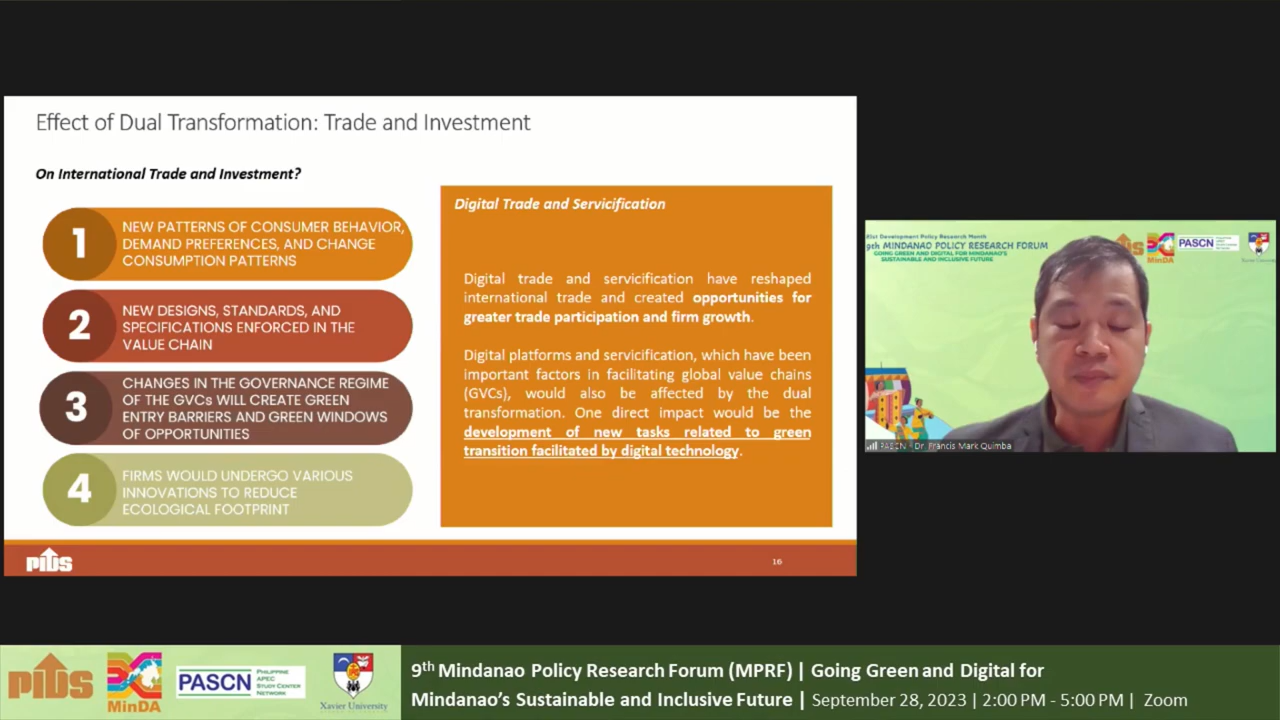 Effect of Dual Transformation: Trade and Investment
On International Trade and Investment?
1
NEW PATTERNS OF CONSUMER BEHAVIOR,
DEMAND PREFERENCES, AND CHANGE
CONSUMPTION PATTERNS
2
NEW DESIGNS, STANDARDS, AND
SPECIFICATIONS ENFORCED IN THE
VALUE CHAIN
3
CHANGES IN THE GOVERNANCE REGIME
OF THE GVCs WILL CREATE GREEN
ENTRY BARRIERS AND GREEN WINDOWS
OF OPPORTUNITIES
4
FIRMS WOULD UNDERGO VARIOUS
INNOVATIONS TO REDUCE
ECOLOGICAL FOOTPRINT
Digital Trade and Servicification
Digital trade and servicification have reshaped
international trade and created opportunities for
greater trade participation and firm growth.
Digital platforms and servicification, which have been
important factors in facilitating global value chains
(GVCs), would also be affected by the dual
transformation. One direct impact would be the
development of new tasks related to green
transition facilitated by digital technology.
pids
16
21st Development Policy Research Month
9th MINDANAO POLICY RESEARCH FORUM
GOING GREEN AND DIGITAL FOR MINDANAO'S
SUSTAINABLE AND INCLUSIVE FUTURE
MinDA
PASCN
PASCN - Dr. Francis Mark Quimba
pids
MinDA
PASCN
PHILIPPINE
APEC
STUDY CENTER
NETWORK
Xavier University
9th Mindanao Policy Research Forum (MPRF) | Going Green and Digital for
Mindanao's Sustainable and Inclusive Future | September 28, 2023 | 2:00 PM - 5:00 PM | Zoom